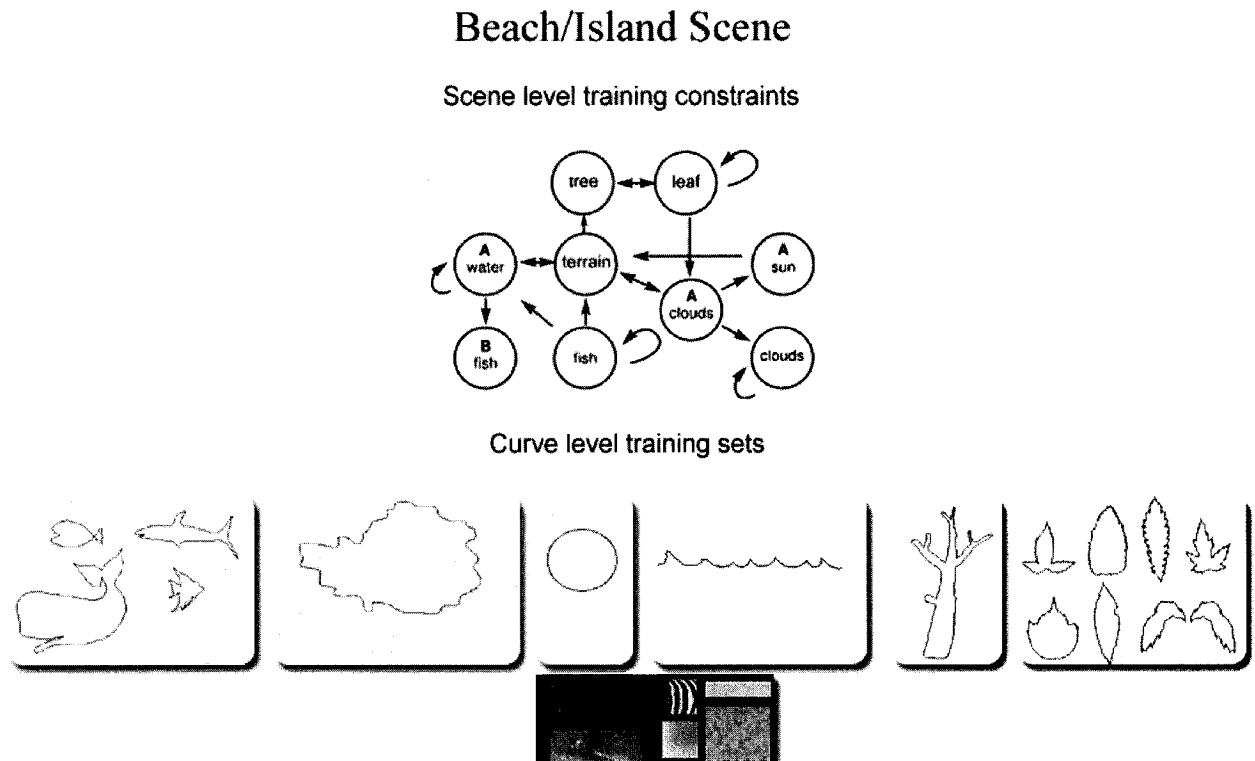 Beach/Island Scene
Scene level training constraints
tree
leaf
A
water
terrain
A
sun
A
clouds
B
fish
fish
clouds
Curve level training sets